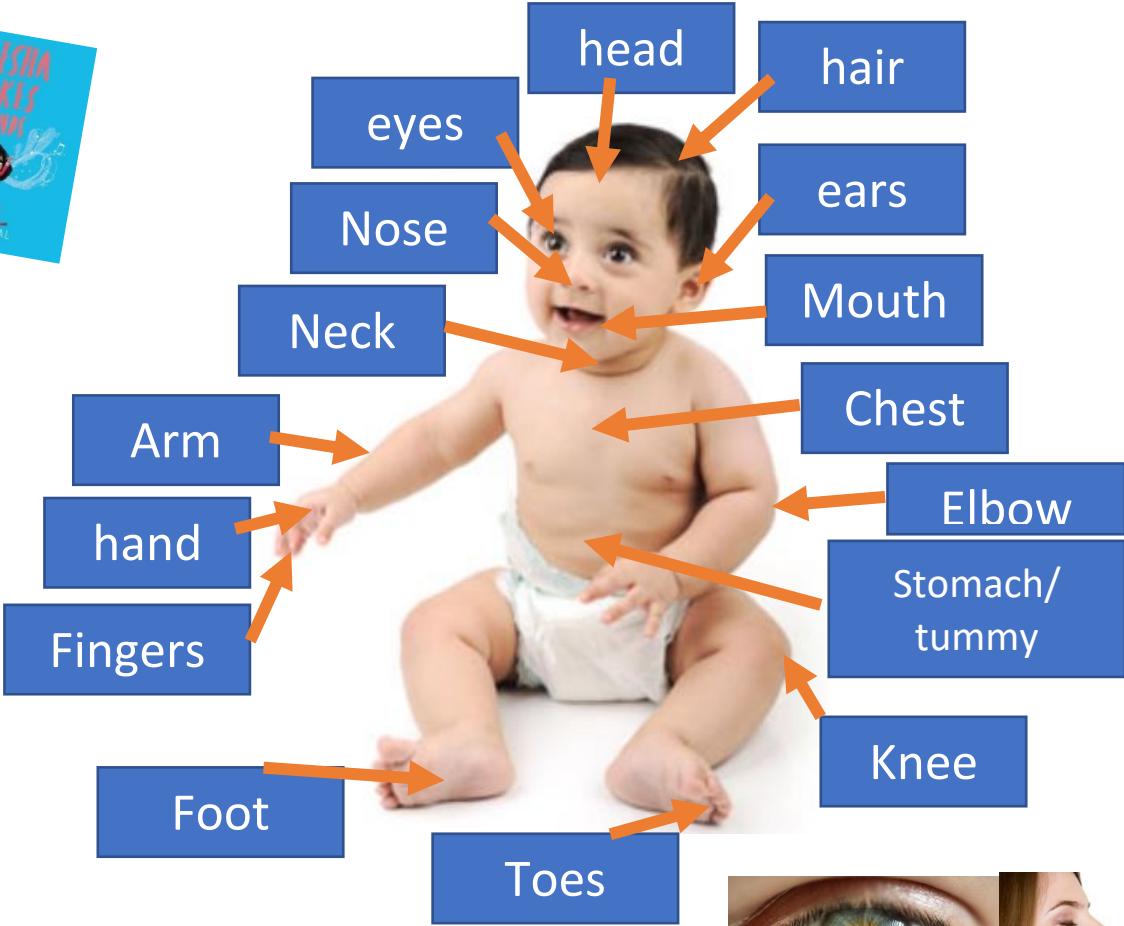 head
hair
eyes
ears
Nose
Mouth
Neck
Chest
Arm
Elbow
hand
Stomach/
tummy
Fingers
Knee
Foot
Toes